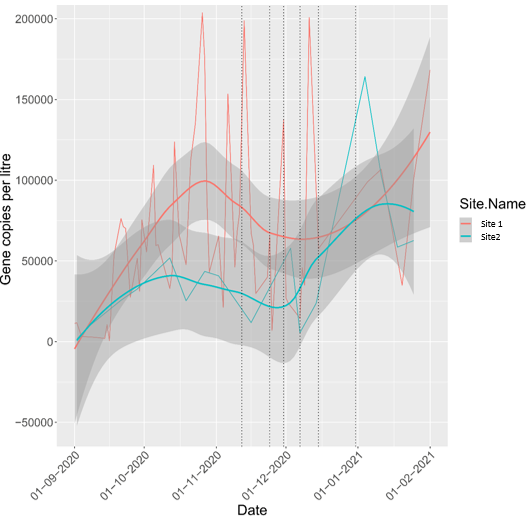 200000
150000
100000
50000
0
−50000
Gene copies per litre
01-09-2020
01-10-2020
01-11-2020
01-12-2020
01-01-2021
01-02-2021
Date
Site.Name
Site 1
Site2